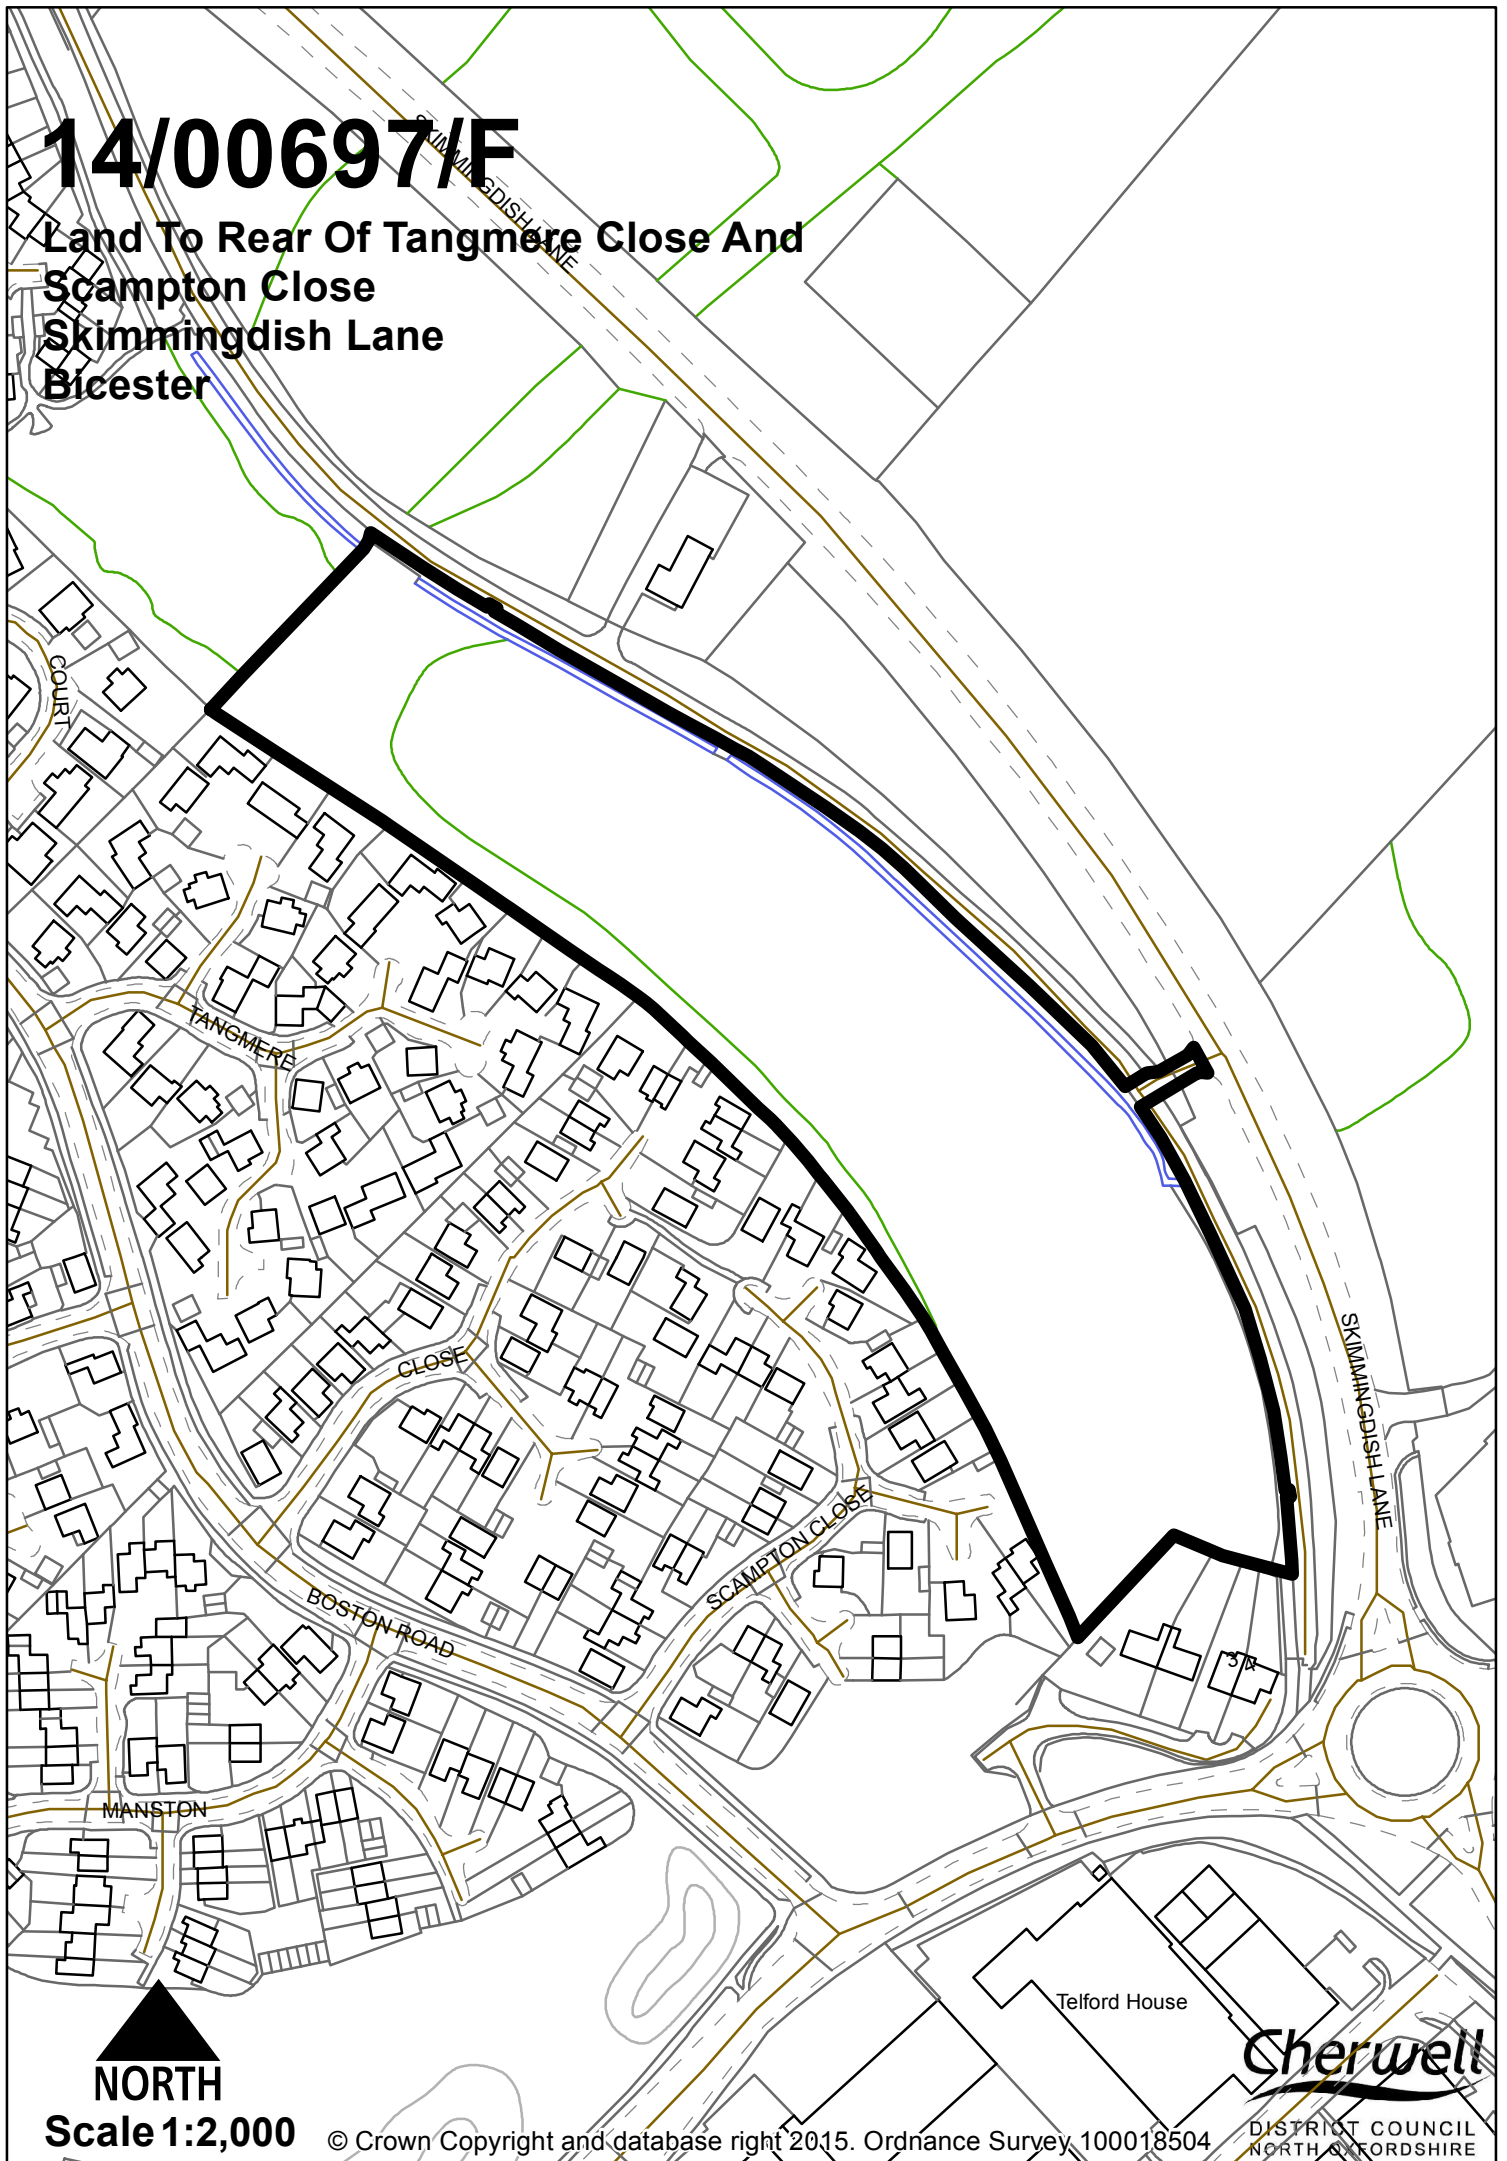 14/00697/F
Land To Rear Of Tangmere Close And
Scampton Close
Skimmingdish Lane
Bicester
SKIMMINGDISH LANE
COURT
TANGMERE
CLOSE
SKIMMINGDISH LANE
SCAMPTON CLOSE
BOSTON ROAD
3
4
MANSTON
Telford House
NORTH
Scale 1:2,000
© Crown Copyright and database right 2015. Ordnance Survey 100018504
Cherwell
DISTRICT COUNCIL
NORTH OXFORDSHIRE